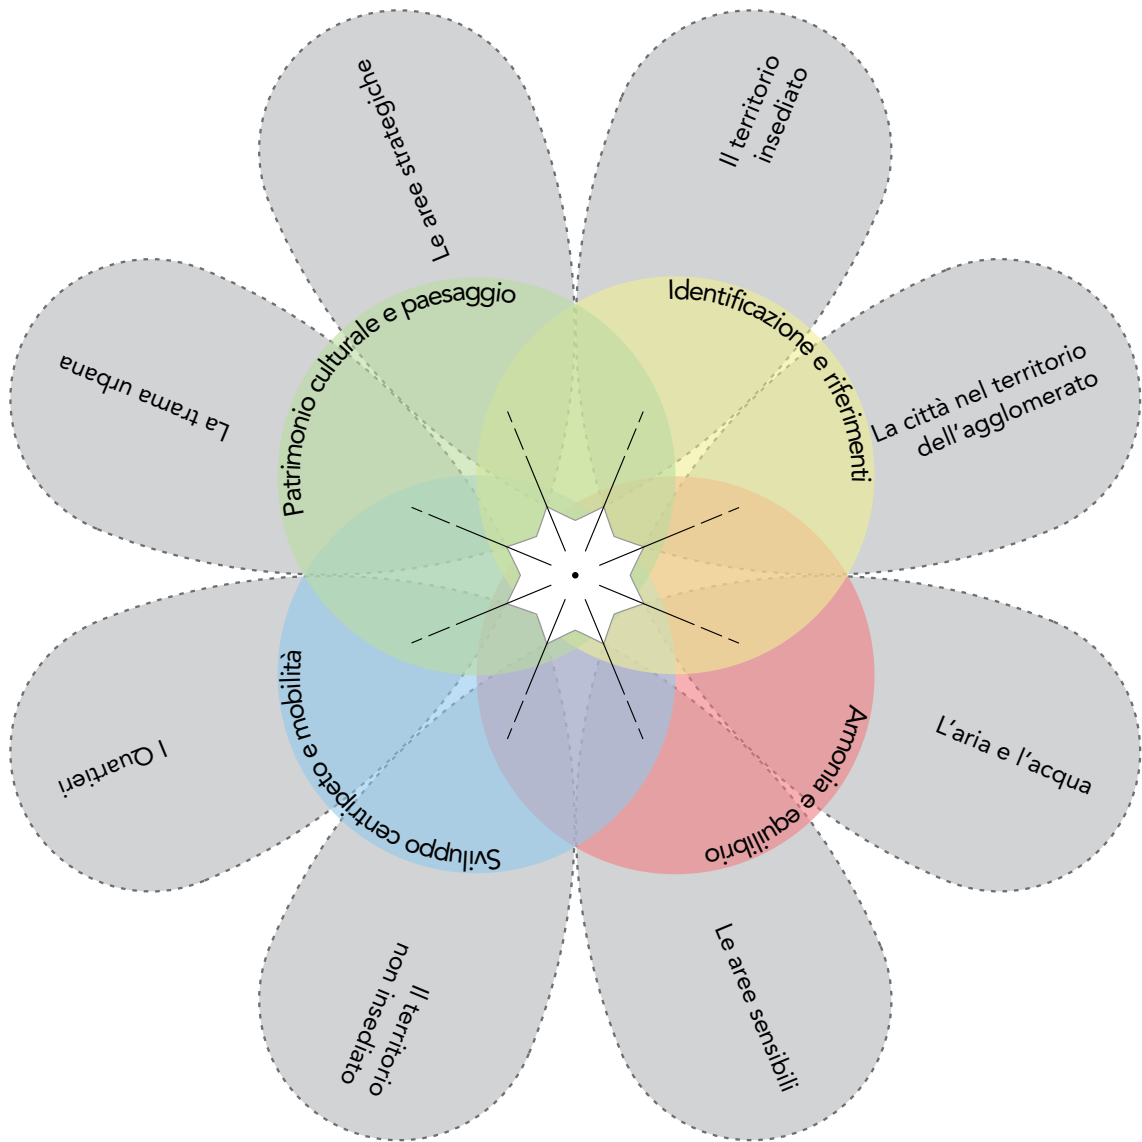 Il territorio
insediato
La città nel territorio
dell'agglomerato
L'aria e l'acqua
Le aree sensibili
Il territorio
non insediato
I Quartieri
La trama urbana
Le aree strategiche
Patrimonio culturale e paesaggio
Identificazione e riferimenti
Armonia e equilibrio
Sviluppo centripeto e mobilità